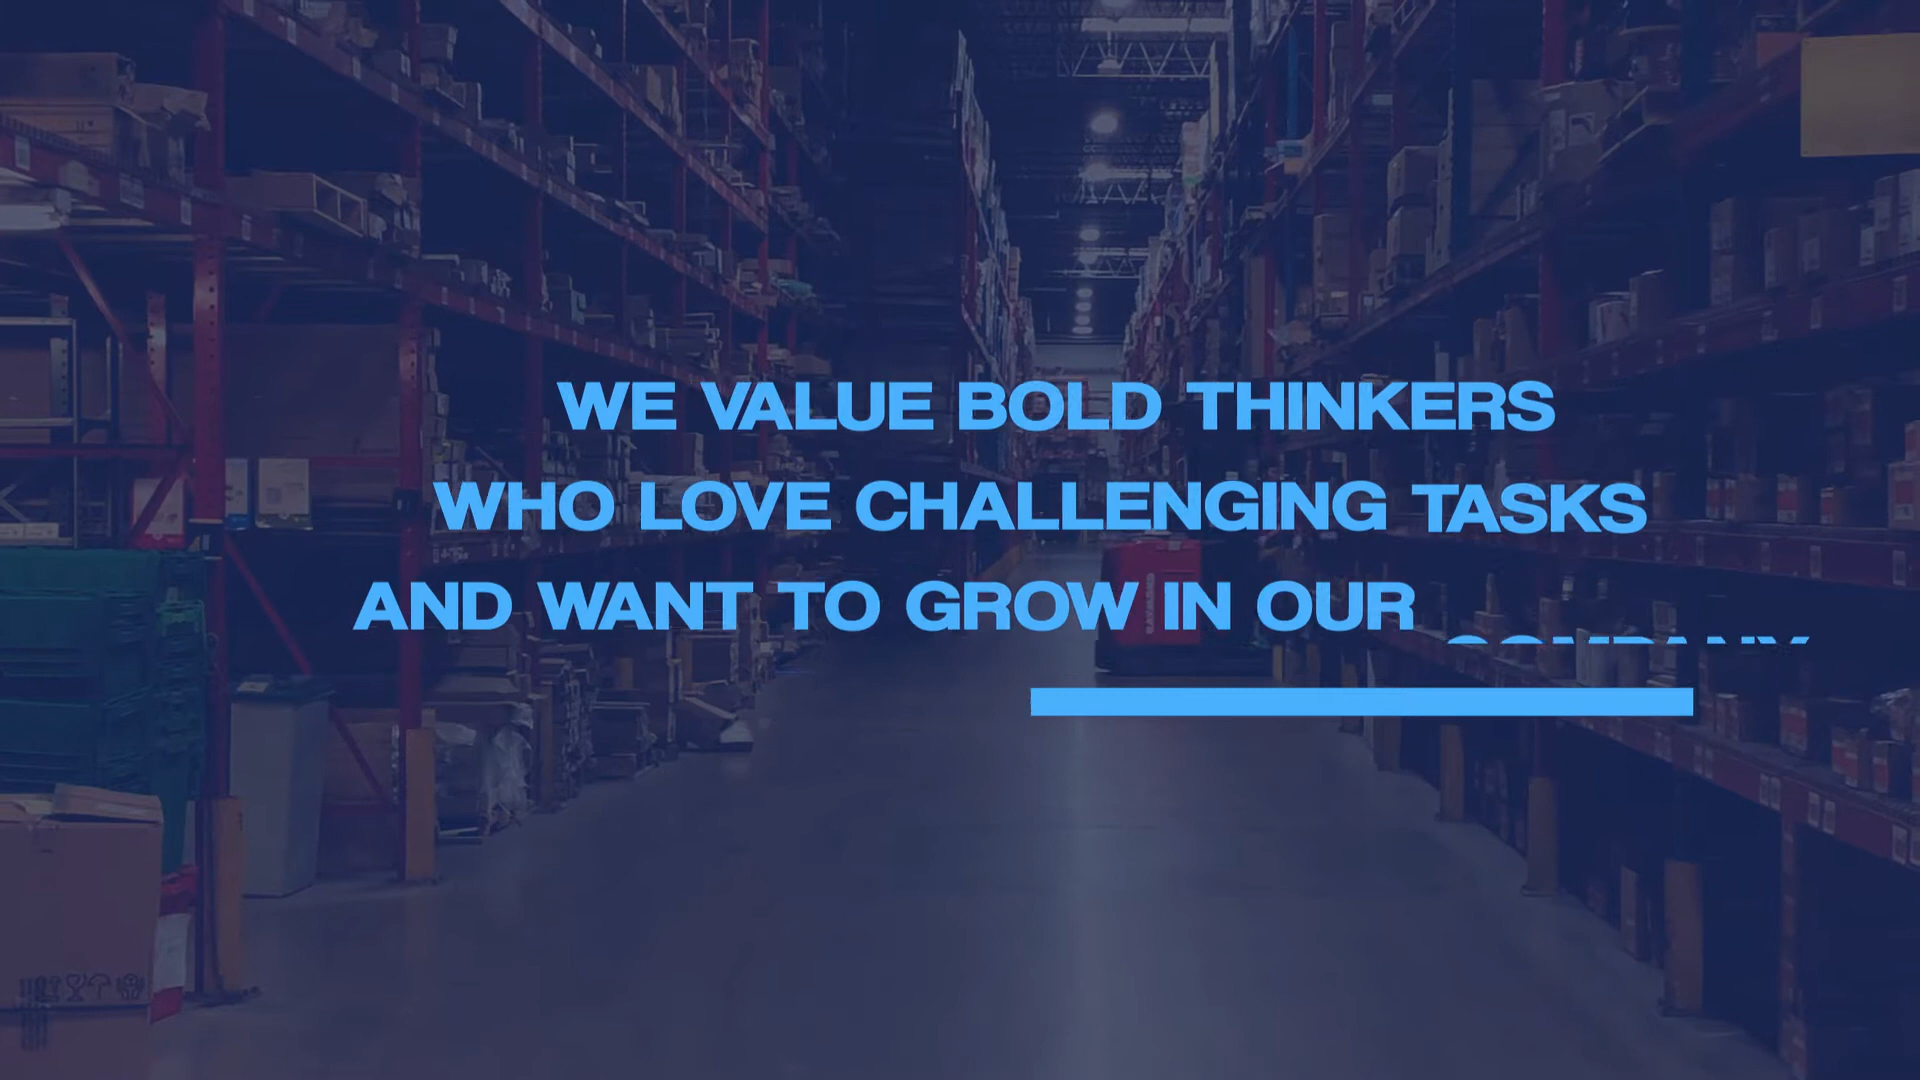 WE VALUE BOLD THINKERS
WHO LOVE CHALLENGING TASKS
AND WANT TO GROW IN OUR